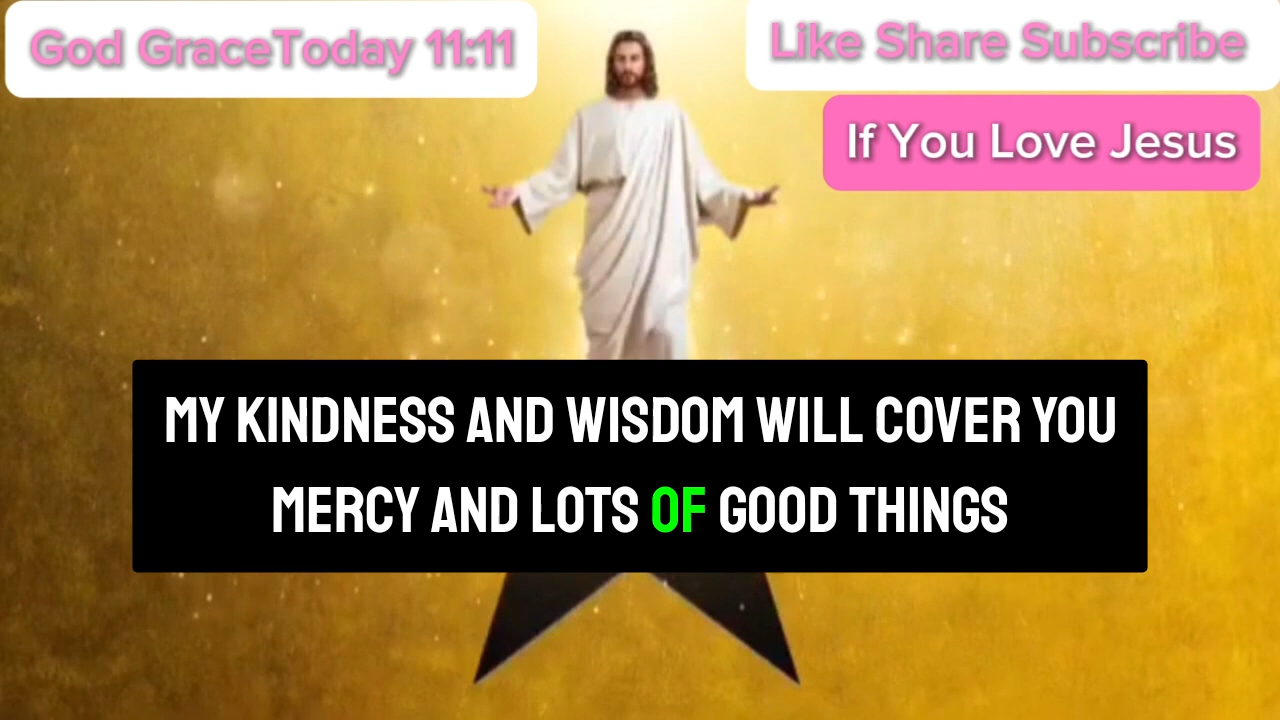 God GraceToday 11:11
Like Share Subscribe
If You Love Jesus
MY KINDNESS AND WISDOM WILL COVER YOU
MERCY AND LOTS OF GOOD THINGS